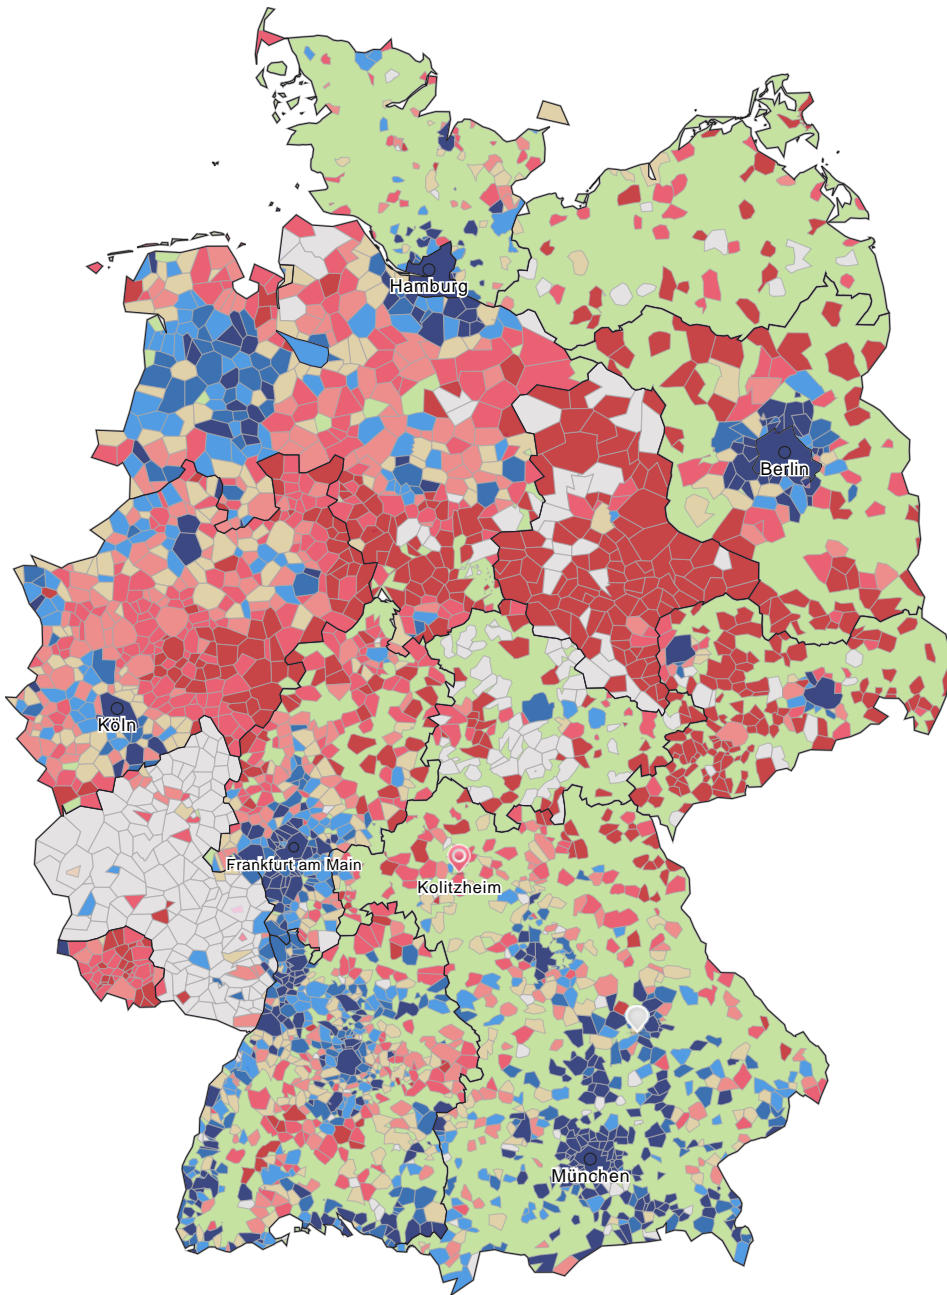 Hamburg
Berlin
Köln
Frankfurt am Main
Kolitzheim
München